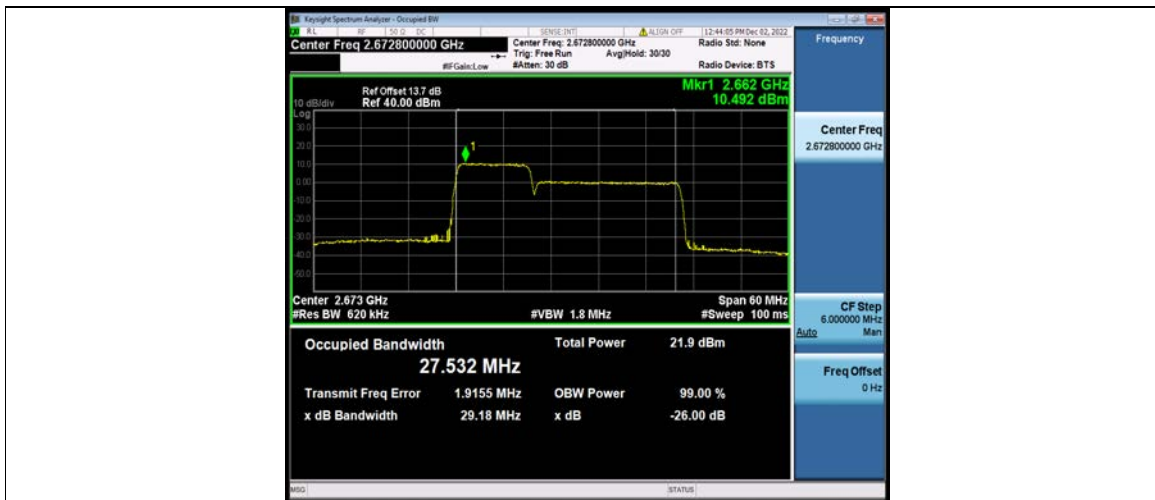 Keysight Spectrum Analyzer - Occupied BW
RL RF 50 Ω DC SENSE:INT ALIGN OFF 12:44:05 PM Dec 02, 2022
Center Freq 2.672800000 GHz
Center Freq: 2.672800000 GHz Radio Std: None
Trig: Free Run Avg|Hold: 30/30
#IFGain:Low #Atten: 30 dB Radio Device: BTS
Frequency
Ref Offset 13.7 dB Mkr1 2.662 GHz
10 dB/div Ref 40.00 dBm 10.492 dBm
Log
30.0
20.0
10.0
0.00
-10.0
-20.0
-30.0
-40.0
-50.0
1
Center 2.673 GHz Span 60 MHz
#Res BW 620 kHz #VBW 1.8 MHz #Sweep 100 ms
Occupied Bandwidth Total Power 21.9 dBm
27.532 MHz
Transmit Freq Error 1.9155 MHz OBW Power 99.00 %
x dB Bandwidth 29.18 MHz x dB -26.00 dB
Center Freq
2.672800000 GHz
CF Step
6.000000 MHz
Auto Man
Freq Offset
0 Hz
MSG STATUS